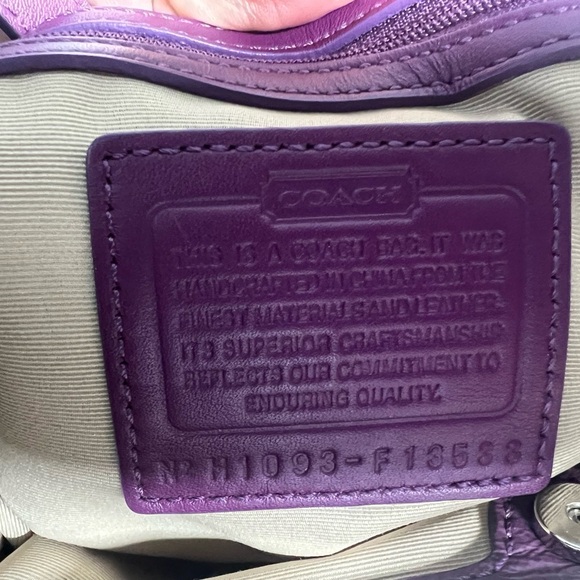 COACH
THIS IS A COACH BAG. IT WAS
HANDCRAFTED IN CHINA FROM THE
FINEST MATERIALS AND LEATHER.
ITS SUPERIOR CRAFTSMANSHIP
REFLECTS OUR COMMITMENT TO
ENDURING QUALITY.
Nº H1093-F13533